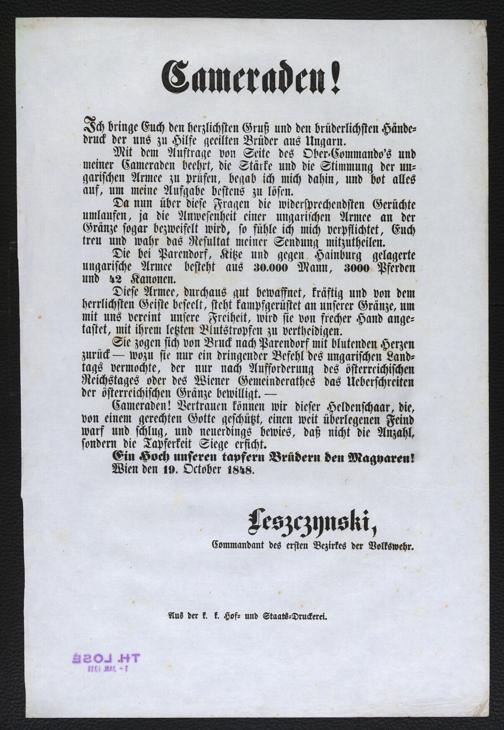 Cameraden!
Ich bringe Euch den herzlichsten Gruß und den brüderlichsten Hände-
druck der uns zu Hilfe geeilten Brüder aus Ungarn.
Mit dem Auftrage von Seite des Ober-Commando's und
meiner Cameraden beehrt, die Stärke und die Stimmung der un-
garischen Armee zu prüfen, begab ich mich dahin, und bot alles
auf, um meine Aufgabe bestens zu lösen.
Da nun über diese Fragen die widersprechendsten Gerüchte
umlaufen, ja die Anwesenheit einer ungarischen Armee an der
Gränze sogar bezweifelt wird, so fühle ich mich verpflichtet, Euch
treu und wahr das Resultat meiner Sendung mitzutheilen.
Die bei Parendorf, Kitze und gegen Hainburg gelagerte
ungarische Armee besteht aus 30.000 Mann, 3000 Pferden
und 42 Kanonen.
Diese Armee, durchaus gut bewaffnet, kräftig und von dem
herrlichsten Geiste beseelt, steht kampfgerüstet an unserer Gränze, um
mit uns vereint unsere Freiheit, wird sie von frecher Hand ange-
tastet, mit ihrem letzten Blutstropfen zu vertheidigen.
Sie zogen sich von Bruck nach Parendorf mit blutenden Herzen
zurück — wozu sie nur ein dringender Befehl des ungarischen Land-
tags vermochte, der nur nach Aufforderung des österreichischen
Reichstages oder des Wiener Gemeinderathes das Ueberschreiten
der österreichischen Gränze bewilligt. —
Cameraden! Vertrauen können wir dieser Heldenschaar, die,
von einem gerechten Gotte geschützt, einen weit überlegenen Feind
warf und schlug, und neuerdings bewies, daß nicht die Anzahl,
sondern die Tapferkeit Siege erficht.
Ein Hoch unseren tapfern Brüdern den Magyaren!
Wien den 19. October 1848.
Leszczynski,
Commandant des ersten Bezirkes der Volkswehr.
Aus der k. k. Hof- und Staats-Druckerei.
TH. LOSÉ